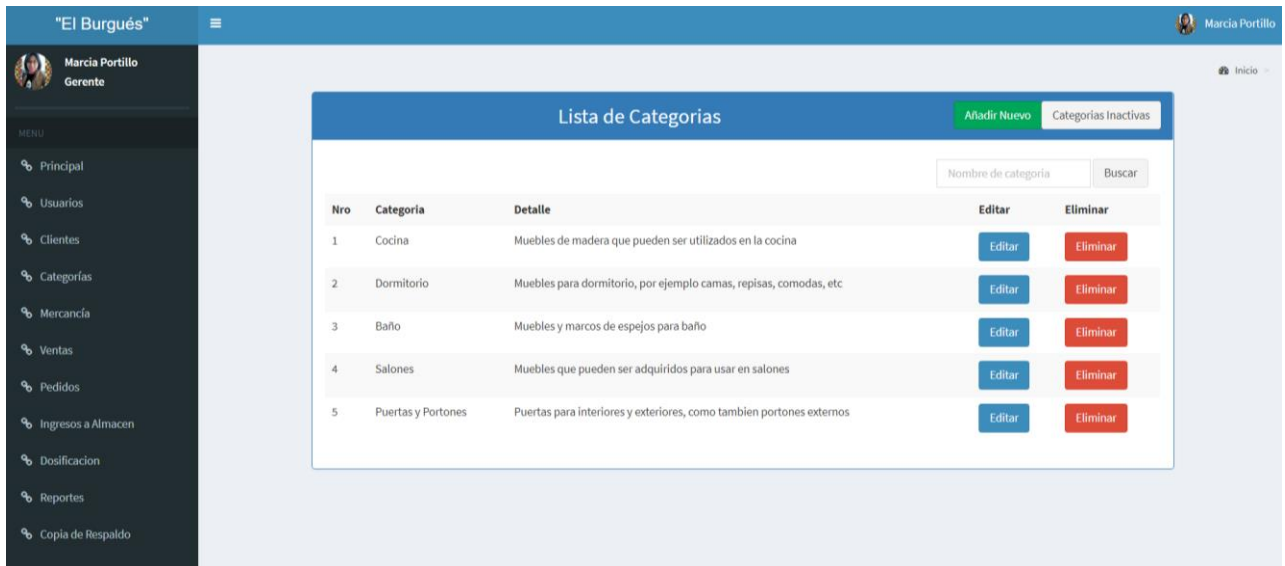 "El Burgués"
Marcia Portillo
Marcia Portillo
Gerente
Inicio
MENU
Principal
Usuarios
Clientes
Categorías
Mercancía
Ventas
Pedidos
Ingresos a Almacen
Dosificacion
Reportes
Copia de Respaldo
Lista de Categorias
Añadir Nuevo
Categorias Inactivas
Nombre de categoria
Buscar
Nro Categoria Detalle Editar Eliminar
1 Cocina Muebles de madera que pueden ser utilizados en la cocina Editar Eliminar
2 Dormitorio Muebles para dormitorio, por ejemplo camas, repisas, comodas, etc Editar Eliminar
3 Baño Muebles y marcos de espejos para baño Editar Eliminar
4 Salones Muebles que pueden ser adquiridos para usar en salones Editar Eliminar
5 Puertas y Portones Puertas para interiores y exteriores, como tambien portones externos Editar Eliminar